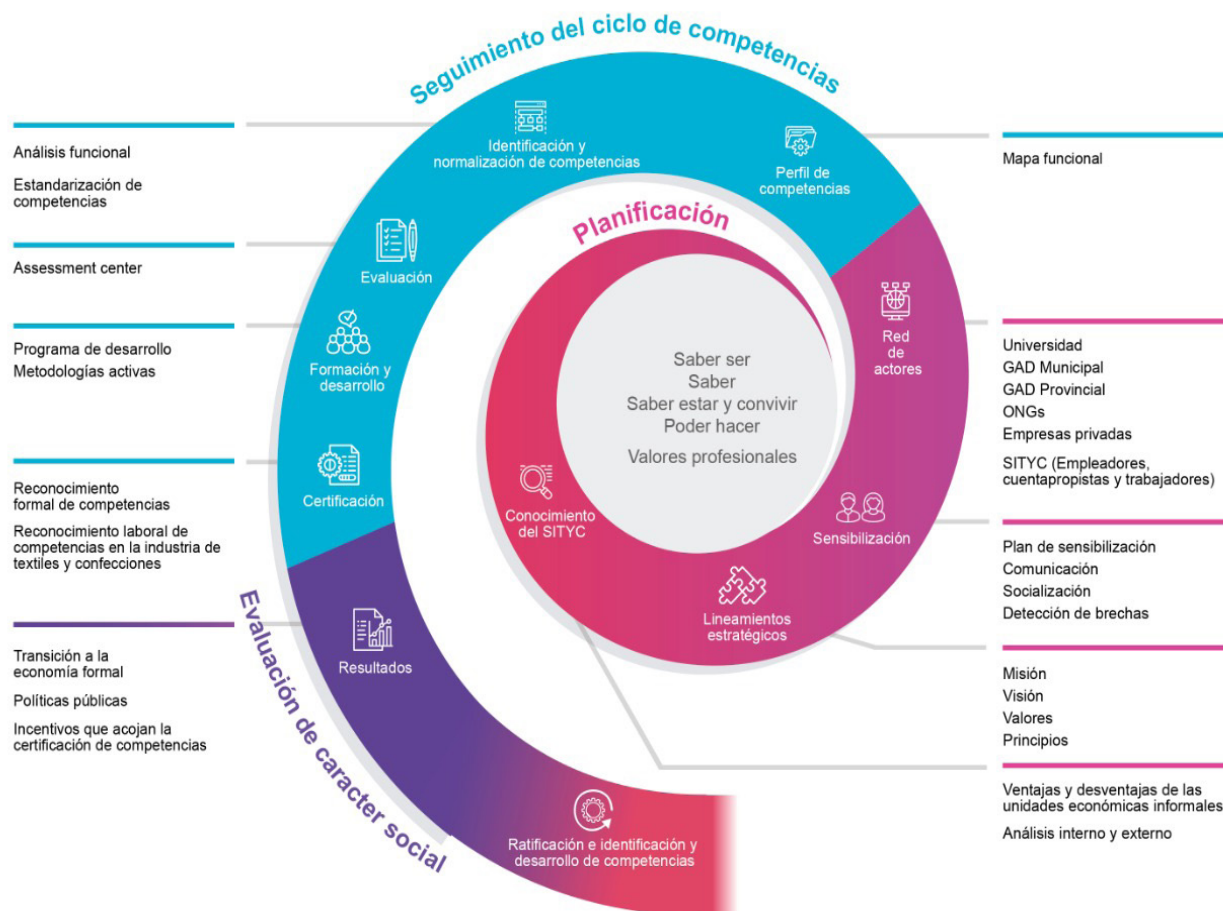 Seguimiento del ciclo de competencias
Identificación y
normalización de competencias
Perfil de
competencias
Evaluación
Formación y
desarrollo
Certificación
Planificación
Red
de
actores
Sensibilización
Lineamientos
estratégicos
Conocimiento
del SITYC
Saber ser
Saber
Saber estar y convivir
Poder hacer
Valores profesionales
Evaluación de caracter social
Resultados
Ratificación e identificación y
desarrollo de competencias
Análisis funcional
Estandarización de
competencias
Assessment center
Programa de desarrollo
Metodologías activas
Reconocimiento
formal de competencias
Reconocimiento laboral de
competencias en la industria de
textiles y confecciones
Transición a la
economía formal
Políticas públicas
Incentivos que acojan la
certificación de competencias
Mapa funcional
Universidad
GAD Municipal
GAD Provincial
ONGs
Empresas privadas
SITYC (Empleadores,
cuentapropistas y trabajadores)
Plan de sensibilización
Comunicación
Socialización
Detección de brechas
Misión
Visión
Valores
Principios
Ventajas y desventajas de las
unidades económicas informales
Análisis interno y externo